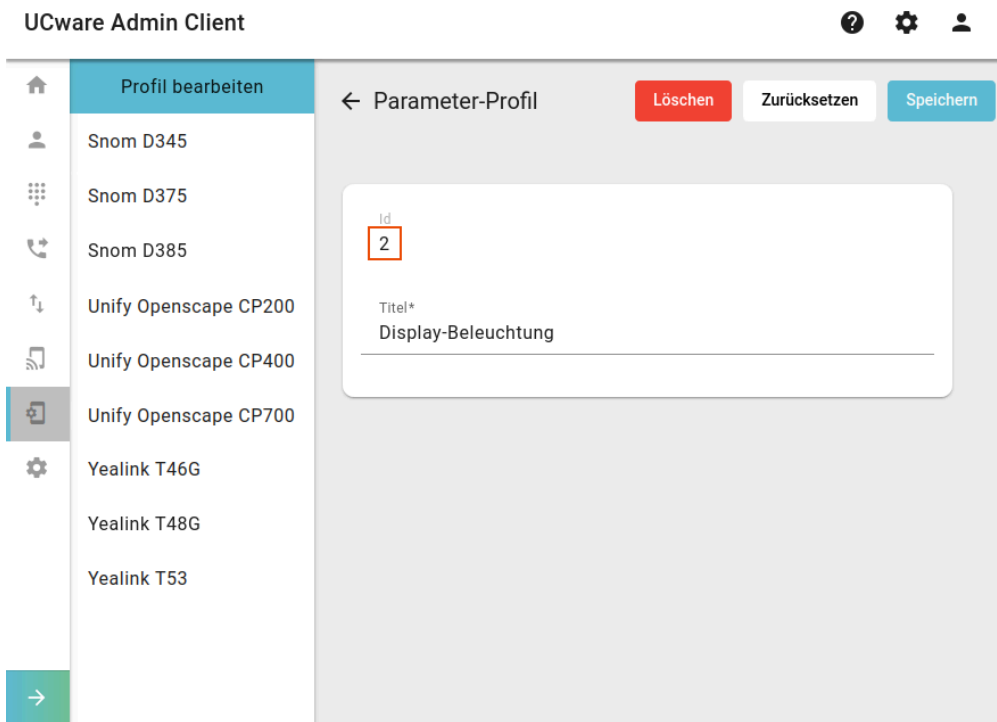 UCware Admin Client
Profil bearbeiten
Snom D345
Snom D375
Snom D385
Unify Openscape CP200
Unify Openscape CP400
Unify Openscape CP700
Yealink T46G
Yealink T48G
Yealink T53
Parameter-Profil
Löschen
Zurücksetzen
Speichern
Id
2
Titel*
Display-Beleuchtung